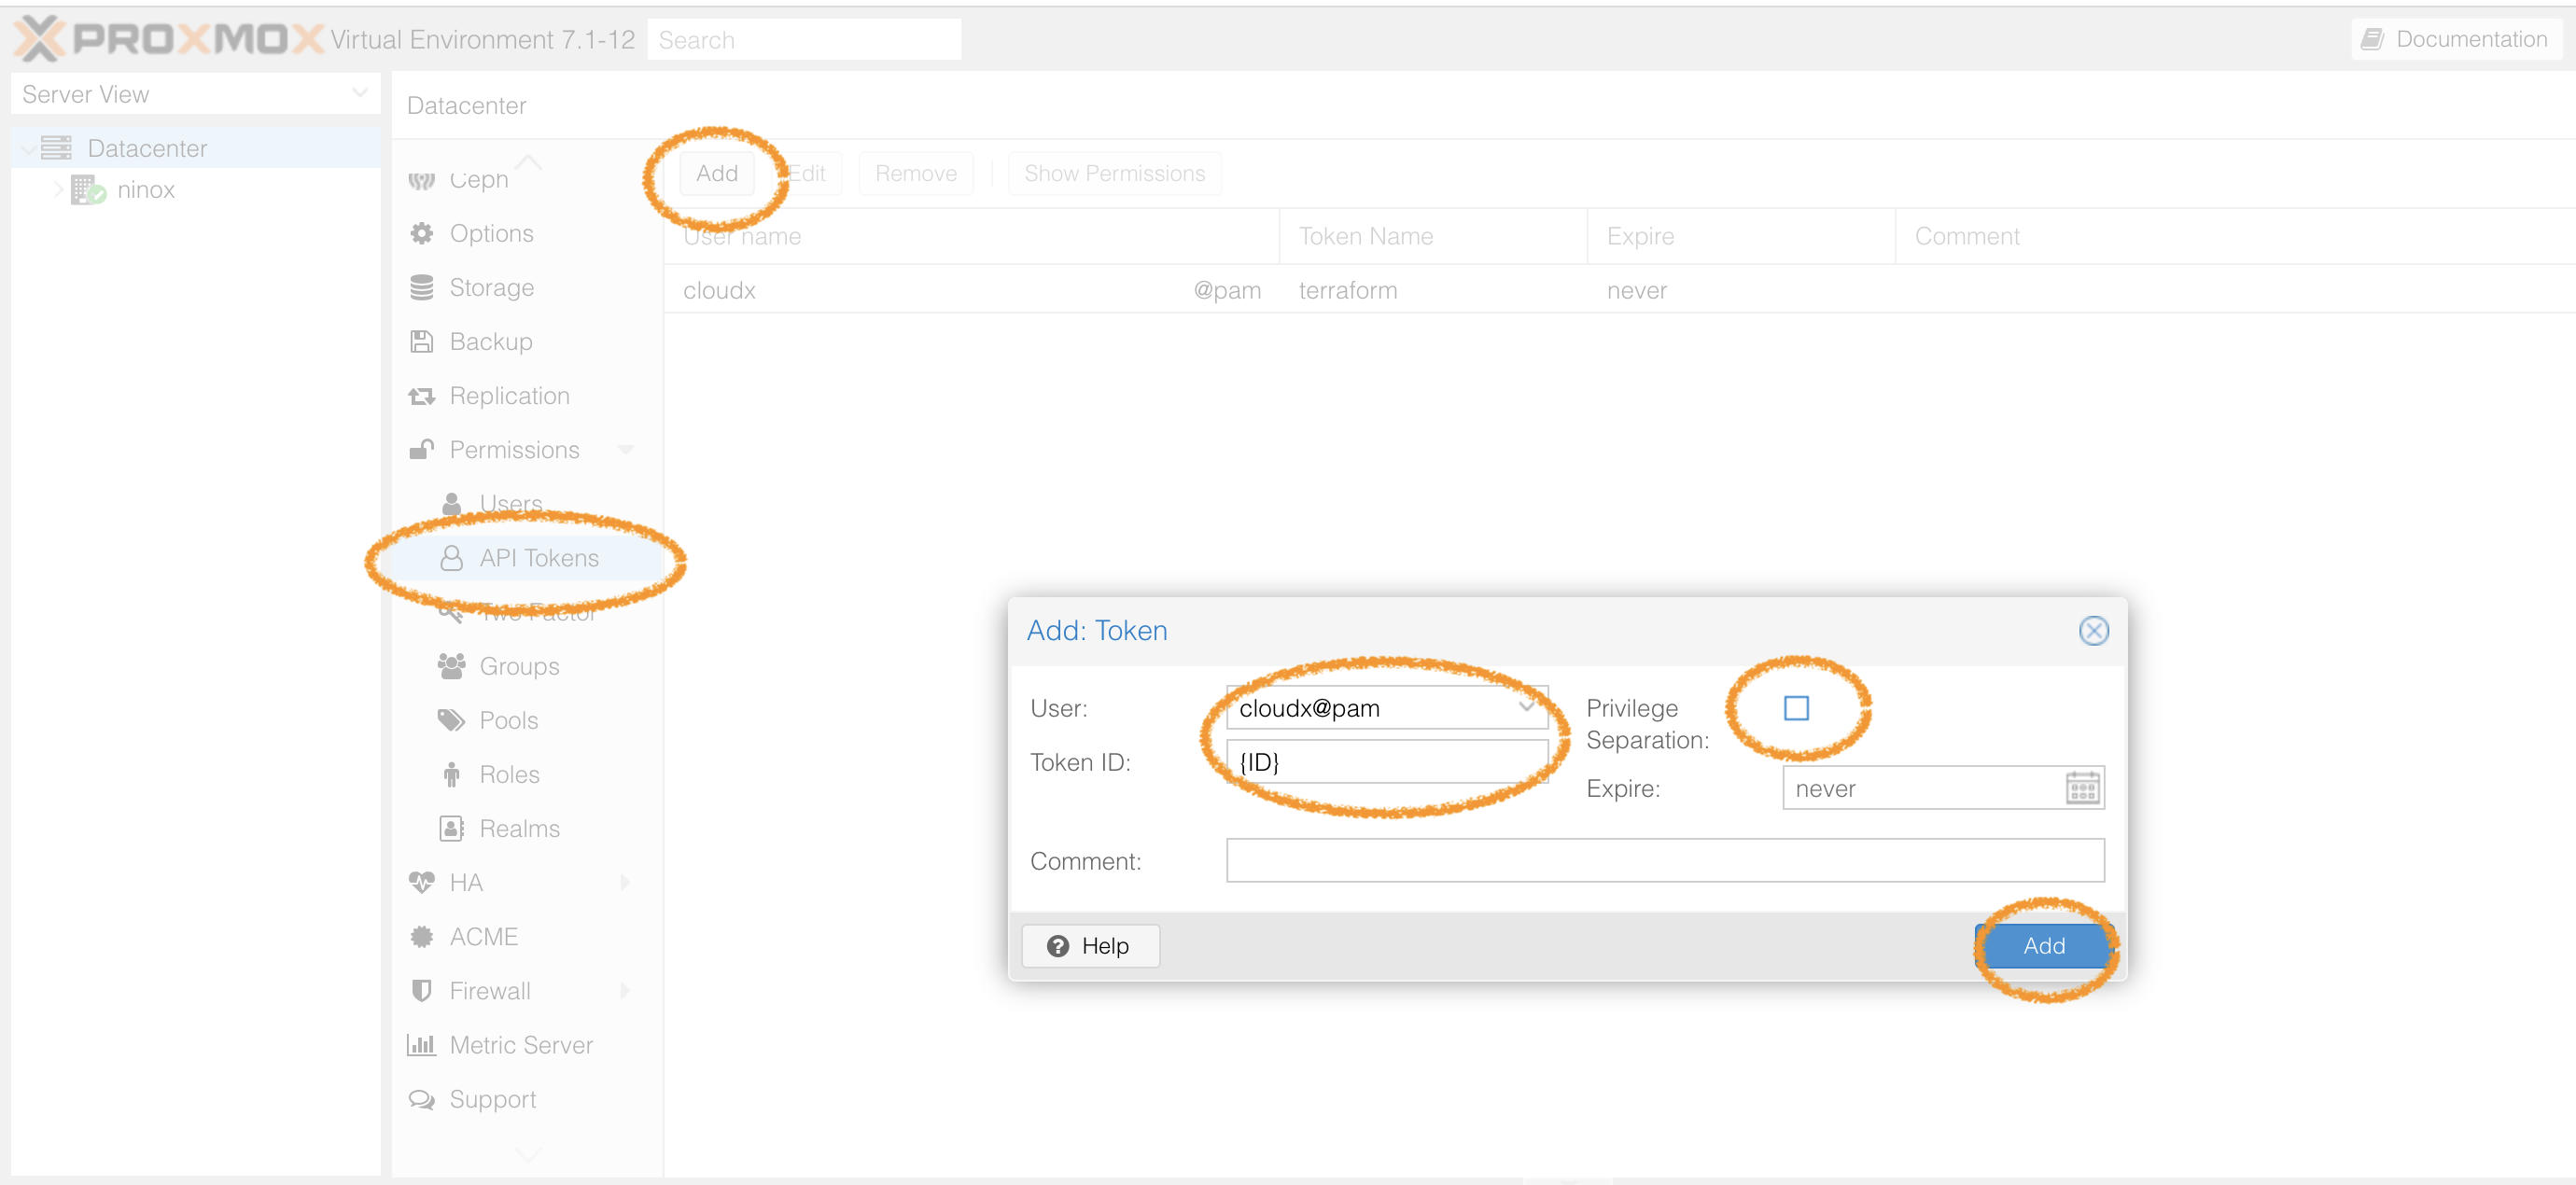 PROXMOX Virtual Environment 7.1-12 Search Documentation
Server View
Datacenter
ninox
Datacenter
Ceph
Options
Storage
Backup
Replication
Permissions
Users
API Tokens
Two Factor
Groups
Pools
Roles
Realms
HA
ACME
Firewall
Metric Server
Support
Add Edit Remove Show Permissions
User name Token Name Expire Comment
cloudx @pam terraform never
Add: Token
User: cloudx@pam
Token ID: {ID}
Privilege
Separation:
Expire: never
Comment:
Help Add